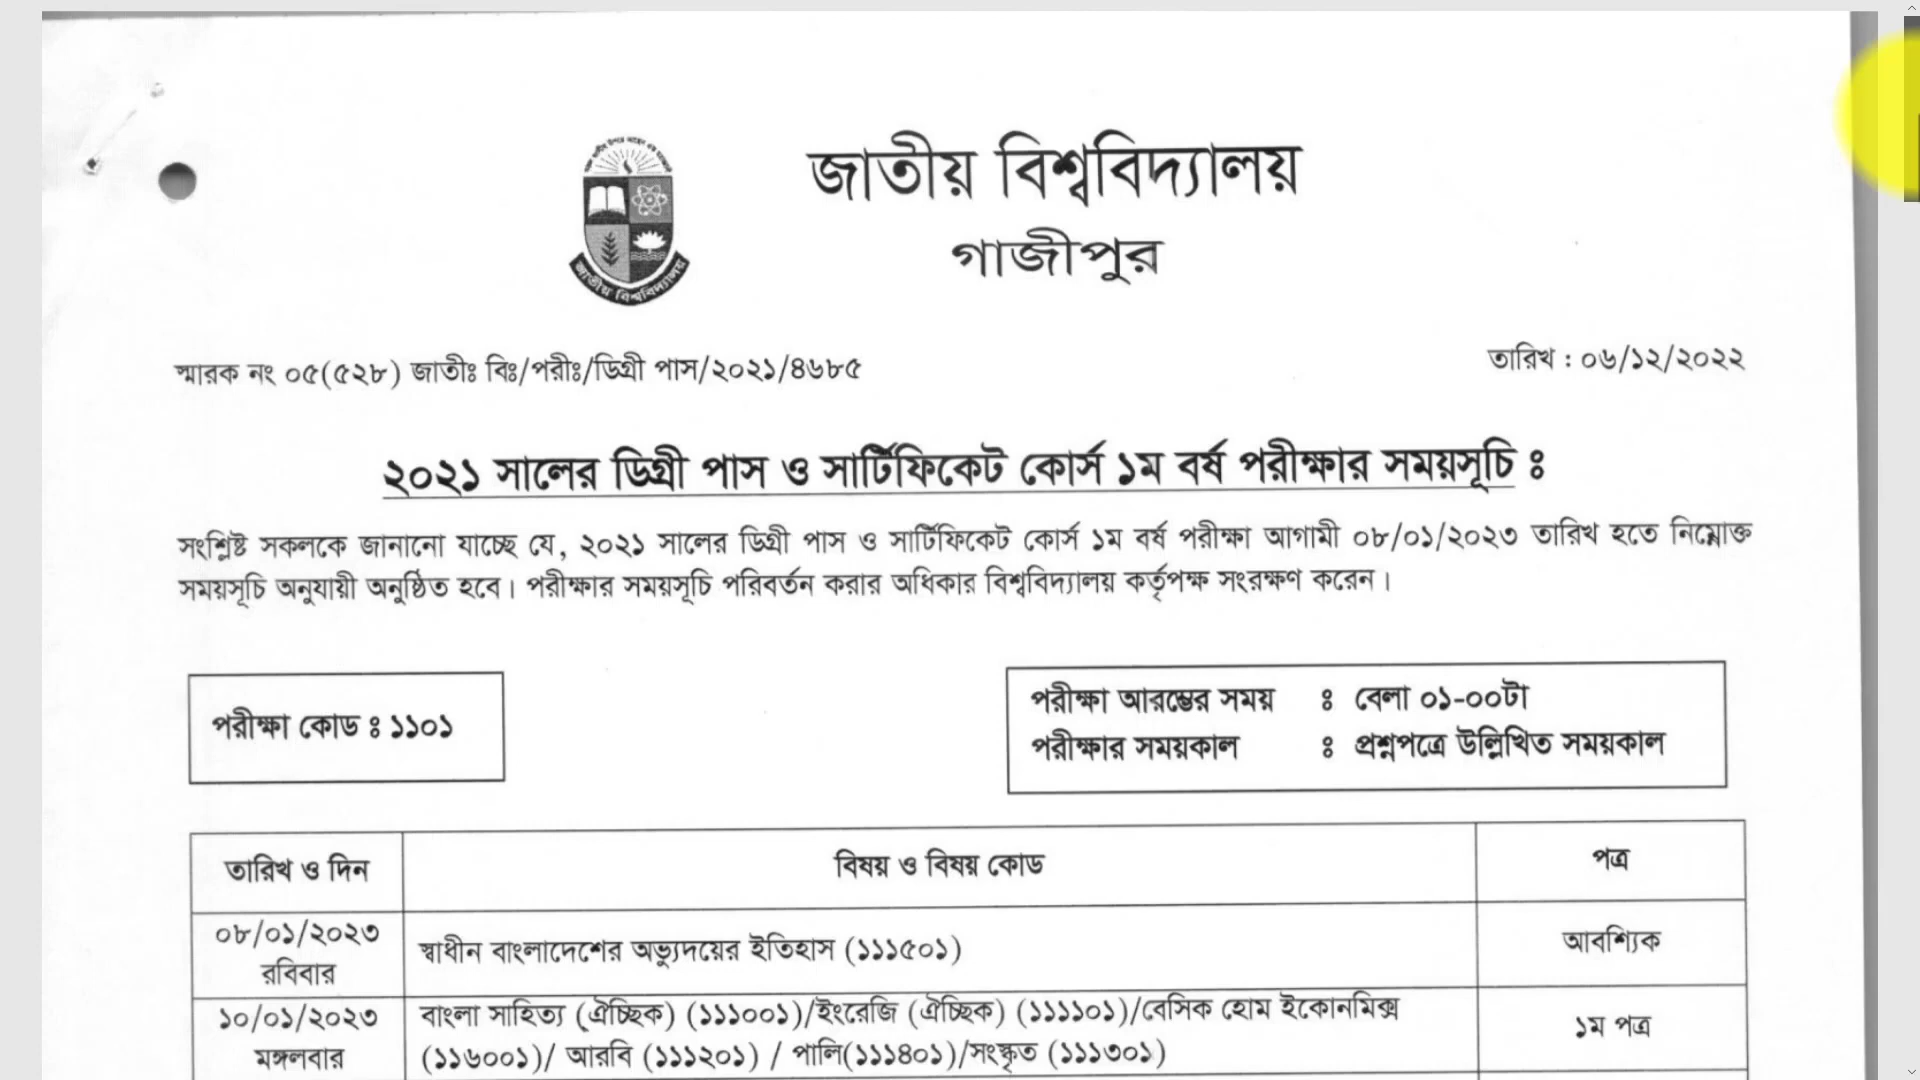 জাতীয় বিশ্ববিদ্যালয়
গাজীপুর
জাতীয় বিশ্ববিদ্যালয়
স্মারক নং ০৫(৫২৮) জাতীঃ বিঃ/পরীঃ/ডিগ্রী পাস/২০২১/৪৬৮৫
তারিখ : ০৬/১২/২০২২
২০২১ সালের ডিগ্রী পাস ও সার্টিফিকেট কোর্স ১ম বর্ষ পরীক্ষার সময়সূচি ঃ
সংশ্লিষ্ট সকলকে জানানো যাচ্ছে যে, ২০২১ সালের ডিগ্রী পাস ও সার্টিফিকেট কোর্স ১ম বর্ষ পরীক্ষা আগামী ০৮/০১/২০২৩ তারিখ হতে নিম্নোক্ত
সময়সূচি অনুযায়ী অনুষ্ঠিত হবে। পরীক্ষার সময়সূচি পরিবর্তন করার অধিকার বিশ্ববিদ্যালয় কর্তৃপক্ষ সংরক্ষণ করেন।
পরীক্ষা কোড ঃ ১১০১
পরীক্ষা আরম্ভের সময় ঃ বেলা ০১-০০টা
পরীক্ষার সময়কাল ঃ প্রশ্নপত্রে উল্লিখিত সময়কাল
তারিখ ও দিন
বিষয় ও বিষয় কোড
পত্র
০৮/০১/২০২৩
রবিবার
স্বাধীন বাংলাদেশের অভ্যুদয়ের ইতিহাস (১১১৫০১)
আবশ্যিক
১০/০১/২০২৩
মঙ্গলবার
বাংলা সাহিত্য (ঐচ্ছিক) (১১১০০১)/ইংরেজি (ঐচ্ছিক) (১১১১০১)/বেসিক হোম ইকোনমিক্স
(১১৬০০১)/ আরবি (১১১২০১) / পালি(১১১৪০১)/সংস্কৃত (১১১৩০১)
১ম পত্র